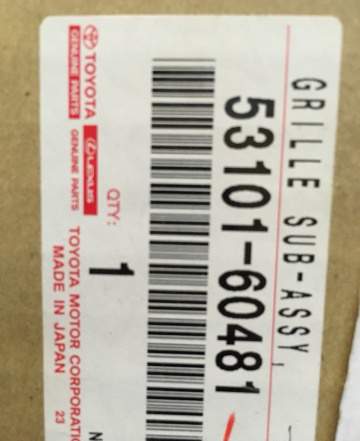 GRILLE SUB-ASSY,
53101-60481
QTY:
1
TOYOTA
GENUINE PARTS
LEXUS
GENUINE PARTS
TOYOTA MOTOR CORPORATIO
MADE IN JAPAN
23
N